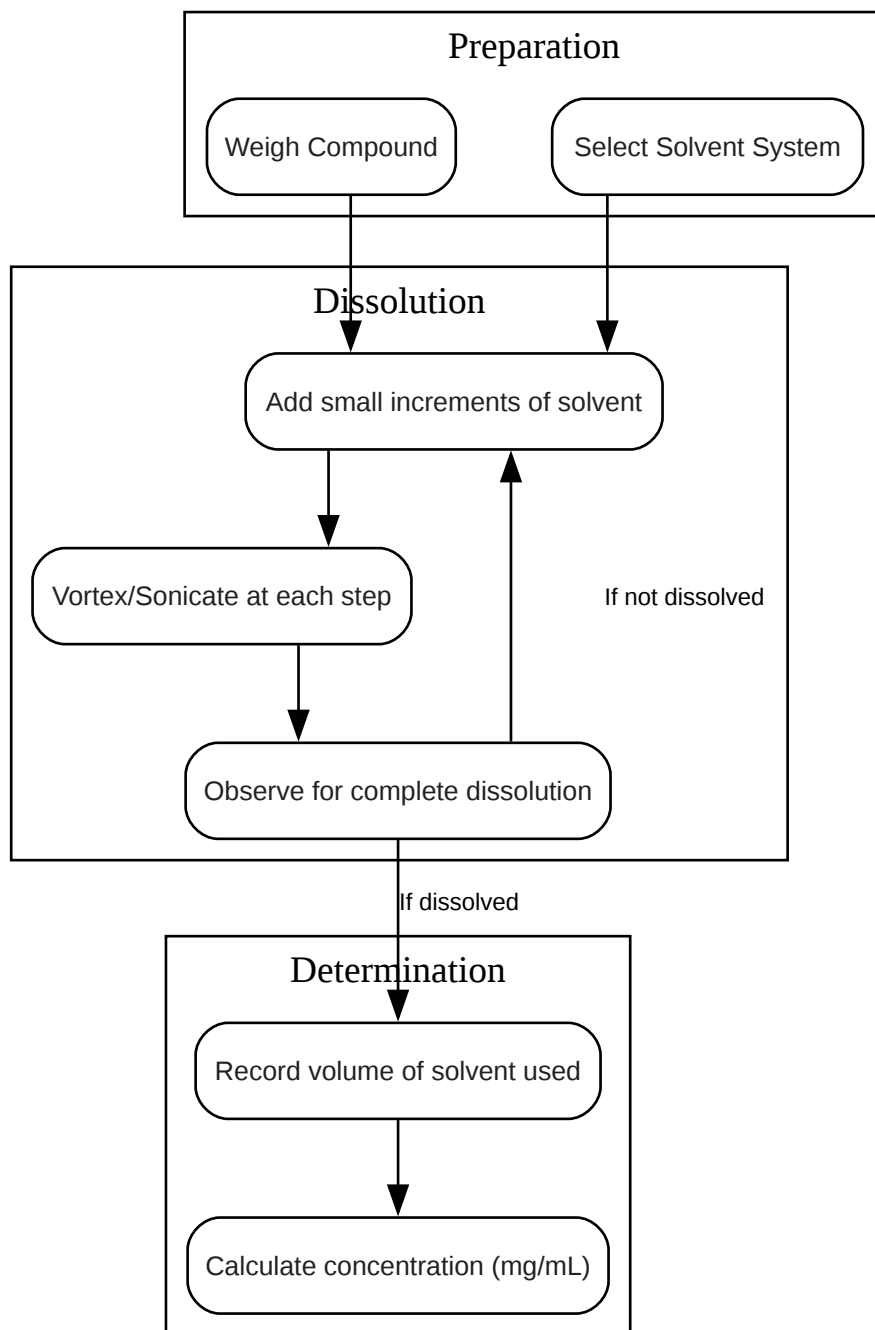 Preparation
Weigh Compound
Select Solvent System
Dissolution
Add small increments of solvent
Vortex/Sonicate at each step
If not dissolved
Observe for complete dissolution
If dissolved
Determination
Record volume of solvent used
Calculate concentration (mg/mL)